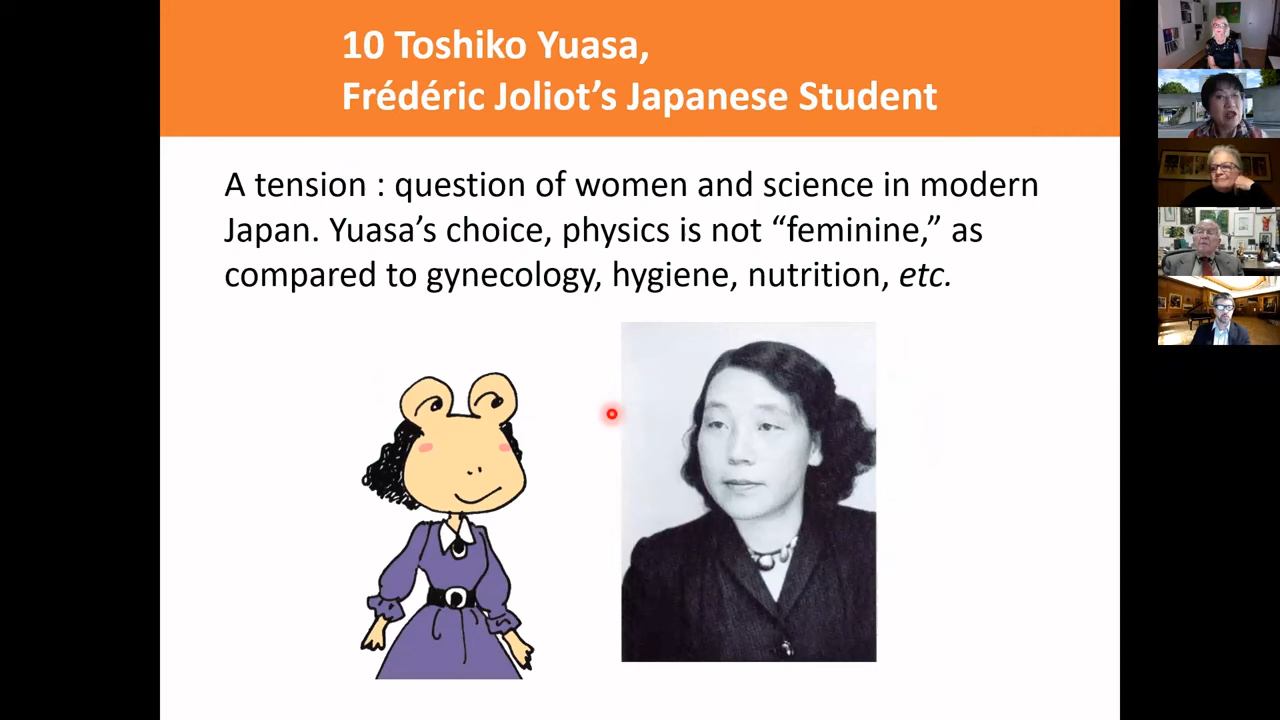 10 Toshiko Yuasa,
Frédéric Joliot’s Japanese Student
A tension : question of women and science in modern
Japan. Yuasa’s choice, physics is not “feminine,” as
compared to gynecology, hygiene, nutrition, etc.